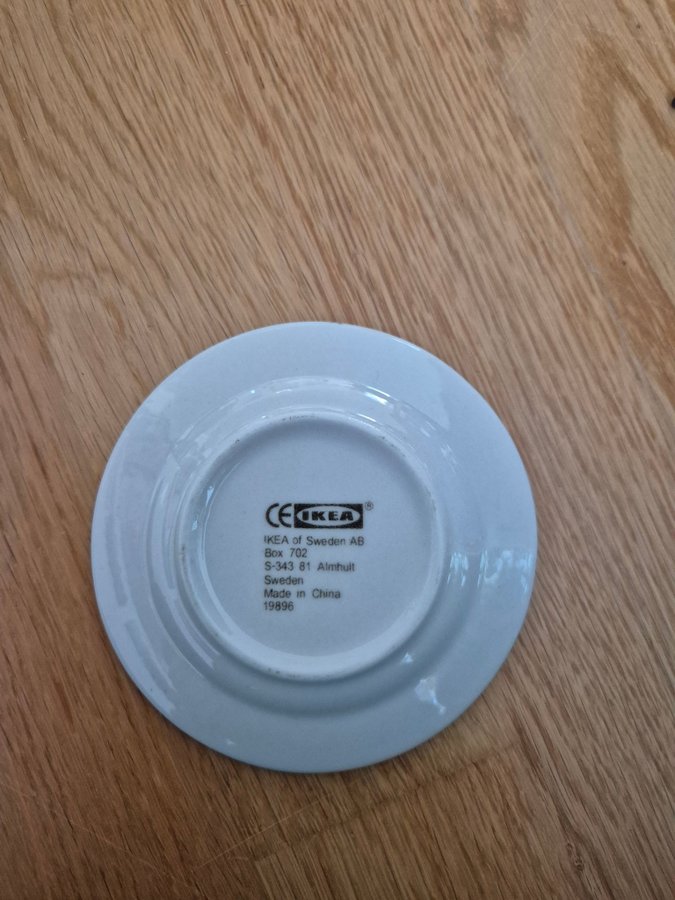 CE IKEA®
IKEA of Sweden AB
Box 702
S-343 81 Almhult
Sweden
Made in China
19896